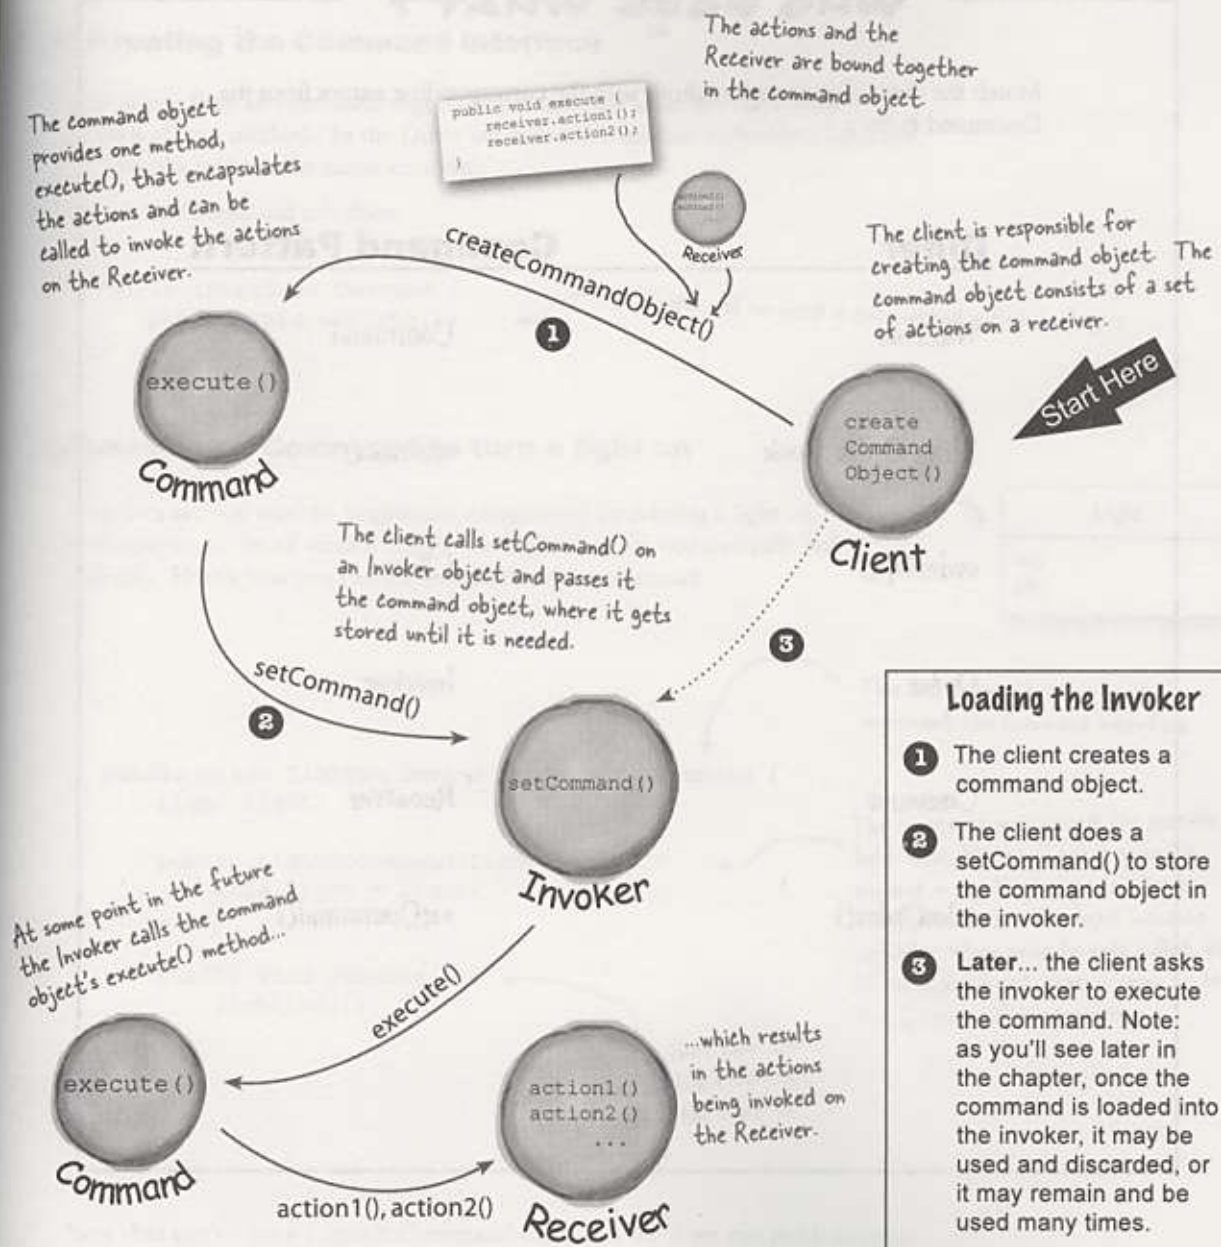 The actions and the
Receiver are bound together
in the command object
public void execute {
receiver.action1();
receiver.action2();
}
The command object
provides one method,
execute(), that encapsulates
the actions and can be
called to invoke the actions
on the Receiver.
Receiver
createCommandObject()
1
The client is responsible for
creating the command object. The
command object consists of a set
of actions on a receiver.
Start Here
execute()
Command
create
Command
Object()
Client
The client calls setCommand() on
an Invoker object and passes it
the command object, where it gets
stored until it is needed.
3
setCommand()
2
setCommand()
Invoker
Loading the Invoker
1 The client creates a
command object.
2 The client does a
setCommand() to store
the command object in
the invoker.
3 Later... the client asks
the invoker to execute
the command. Note:
as you'll see later in
the chapter, once the
command is loaded into
the invoker, it may be
used and discarded, or
it may remain and be
used many times.
At some point in the future
the Invoker calls the command
object's execute() method...
execute()
execute()
Command
action1(), action2()
action1()
action2()
...
Receiver
...which results
in the actions
being invoked on
the Receiver.